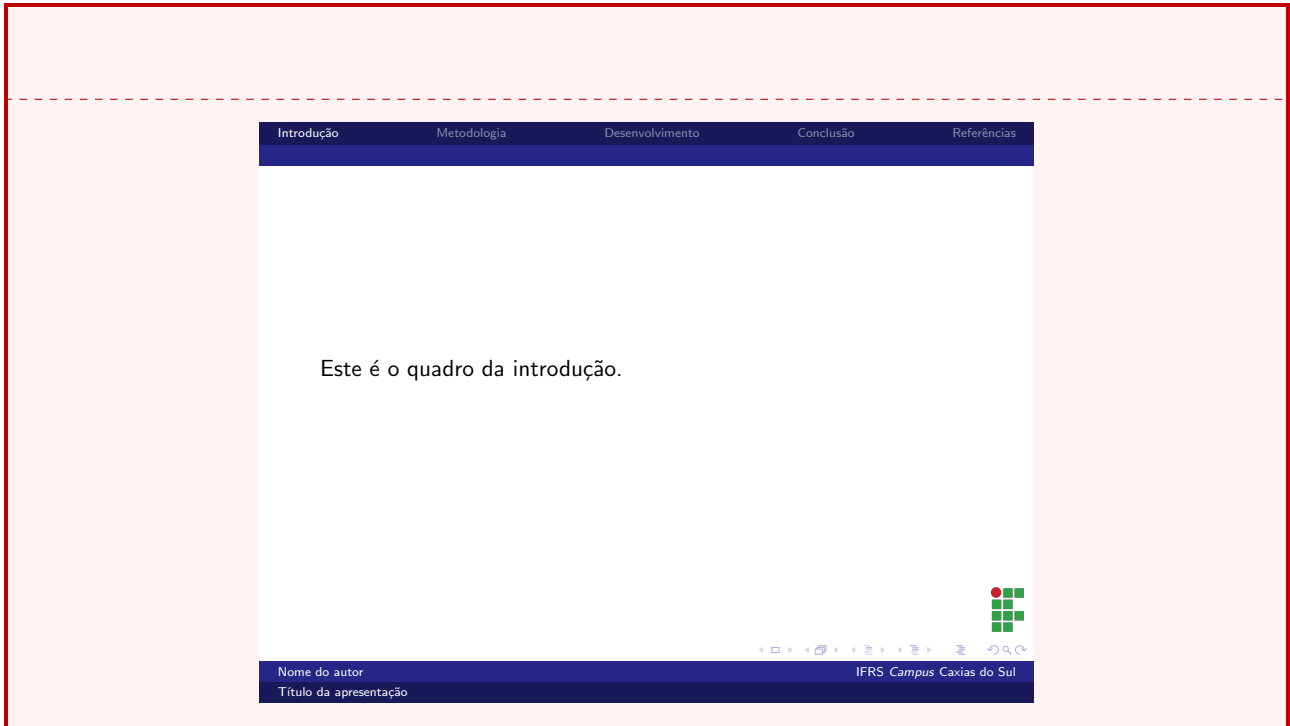 Introdução Metodologia Desenvolvimento Conclusão Referências
Este é o quadro da introdução.
Nome do autor IFRS Campus Caxias do Sul
Título da apresentação